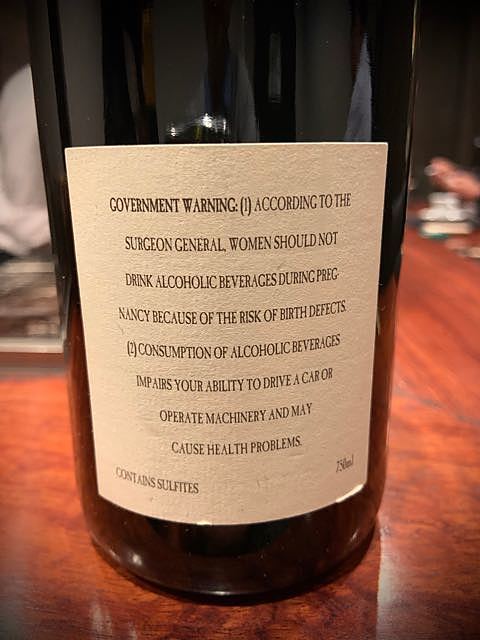 GOVERNMENT WARNING: (1) ACCORDING TO THE
SURGEON GENERAL, WOMEN SHOULD NOT
DRINK ALCOHOLIC BEVERAGES DURING PREG-
NANCY BECAUSE OF THE RISK OF BIRTH DEFECTS.
(2) CONSUMPTION OF ALCOHOLIC BEVERAGES
IMPAIRS YOUR ABILITY TO DRIVE A CAR OR
OPERATE MACHINERY AND MAY
CAUSE HEALTH PROBLEMS.
CONTAINS SULFITES
750ml